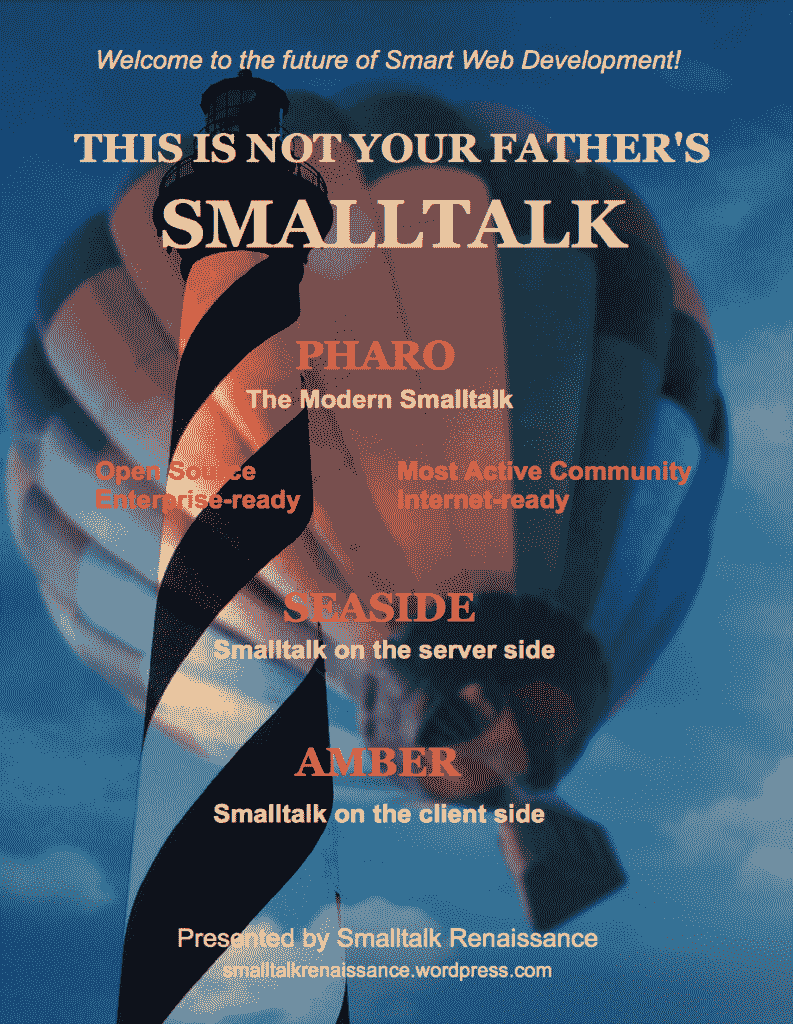 Welcome to the future of Smart Web Development!
THIS IS NOT YOUR FATHER'S
SMALLTALK
PHARO
The Modern Smalltalk
Open Source
Enterprise-ready
Most Active Community
Internet-ready
SEASIDE
Smalltalk on the server side
AMBER
Smalltalk on the client side
Presented by Smalltalk Renaissance
smalltalkrenaissance.wordpress.com